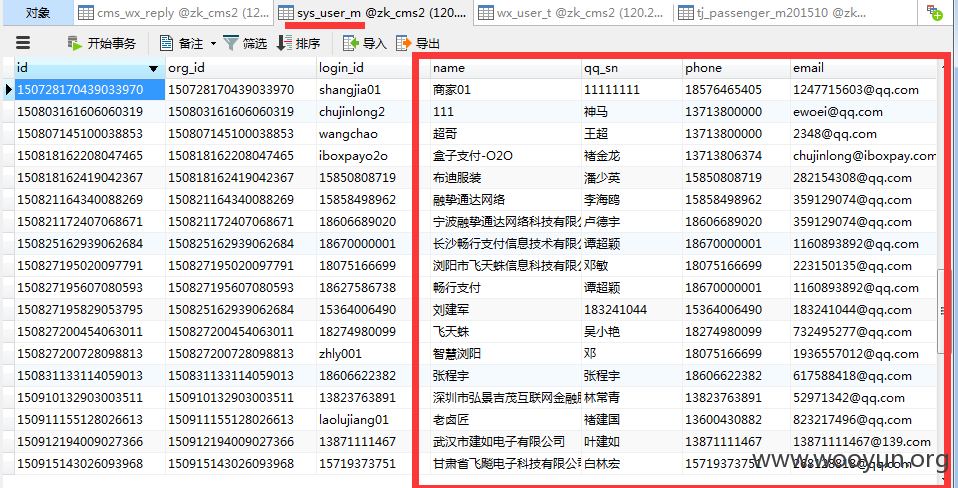 对象 cms_wx_reply @zk_cms2 (12... sys_user_m @zk_cms2 (120.... wx_user_t @zk_cms2 (120.2... tj_passenger_m201510 @zk...
开始事务 备注 筛选 排序 导入 导出
id org_id login_id name qq_sn phone email
150728170439033970 150728170439033970 shangjia01 商家01 11111111 18576465405 1247715603@qq.com
150803161606060319 150803161606060319 chujinlong2 111 神马 13713800000 ewoei@qq.com
150807145100038853 150807145100038853 wangchao 超哥 王超 13713800000 2348@qq.com
150818162208047465 150818162208047465 iboxpayo2o 盒子支付-O2O 褚金龙 13713806374 chujinlong@iboxpay.com
150818162419042367 150818162419042367 15850808719 布迪服装 潘少英 15850808719 282154308@qq.com
150821164340088269 150821164340088269 15858498962 融挚通达网络 李海鸥 15858498962 359129074@qq.com
150821172407068671 150821172407068671 18606689020 宁波融挚通达网络科技有限公 卢德宇 18606689020 359129074@qq.com
150825162939062684 150825162939062684 18670000001 长沙畅行支付信息技术有限公 谭超颖 18670000001 1160893892@qq.com
150827195020097791 150827195020097791 18075166699 浏阳市飞天蛛信息科技有限公 邓敏 18075166699 223150135@qq.com
150827195607080593 150827195607080593 18627586738 畅行支付 谭超颖 18670000001 1160893892@qq.com
150827195829053795 150825162939062684 15364006490 刘建军 183241044 15364006490 183241044@qq.com
150827200454063011 150827200454063011 18274980099 飞天蛛 吴小艳 18274980099 732495277@qq.com
150827200728098813 150827200728098813 zhly001 智慧浏阳 邓 18075166699 1936557012@qq.com
150831133114059013 150831133114059013 18606622382 张程宇 张程宇 18606622382 617588418@qq.com
150910132903003511 150910132903003511 13823763891 深圳市弘景吉茂互联网金融服 林常青 13823763891 52971342@qq.com
150911155128026613 150911155128026613 laolujiang01 老卤匠 褚建国 13600430882 823217496@qq.com
150912194009027366 150912194009027366 13871111467 武汉市建如电子有限公司 叶建如 13871111467 13871111467@139.com
150915143026093968 150915143026093968 15719373751 甘肃省飞飚电子科技有限公 白林宏 15719373751
www.wooyun.org